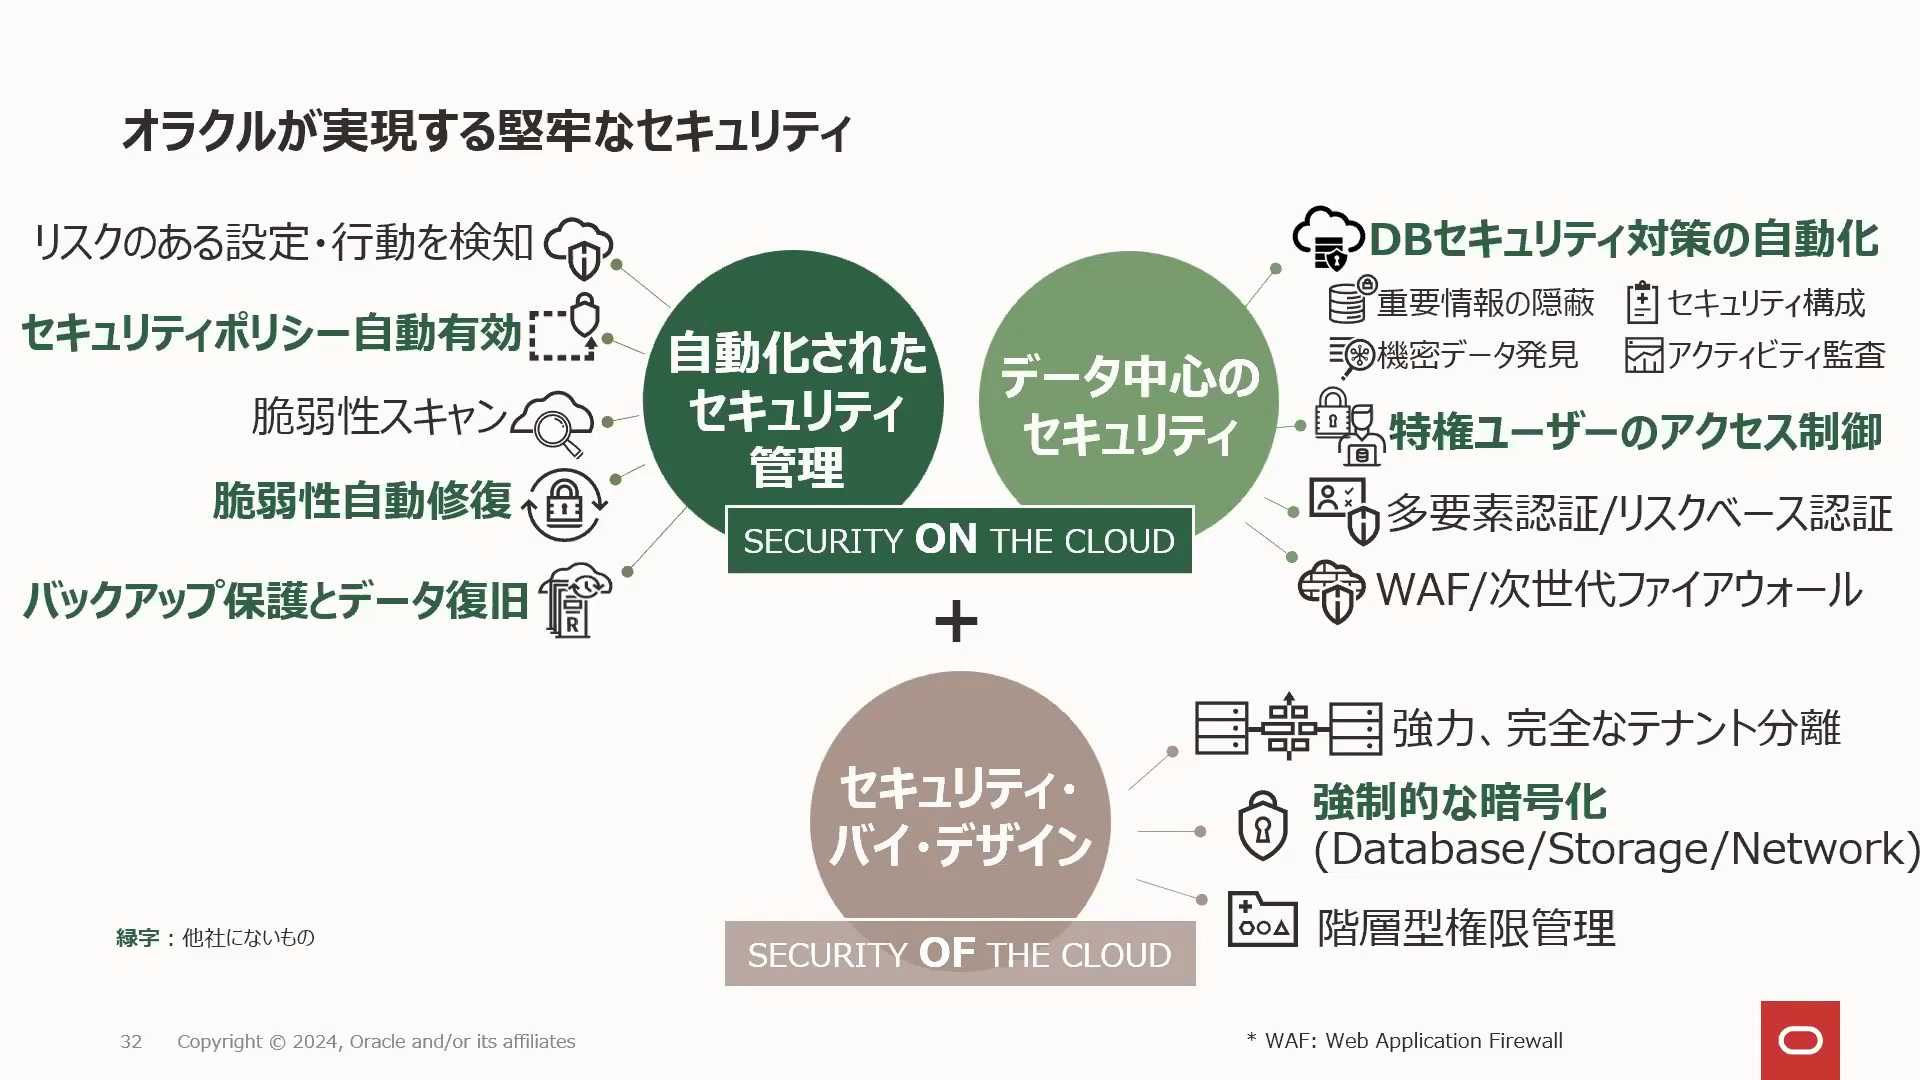 オラクルが実現する堅牢なセキュリティ
リスクのある設定・行動を検知
セキュリティポリシー自動有効
脆弱性スキャン
脆弱性自動修復
バックアップ保護とデータ復旧
R
自動化された
セキュリティ
管理
データ中心の
セキュリティ
SECURITY ON THE CLOUD
DBセキュリティ対策の自動化
重要情報の隠蔽
セキュリティ構成
機密データ発見
アクティビティ監査
特権ユーザーのアクセス制御
多要素認証/リスクベース認証
WAF/次世代ファイアウォール
+
セキュリティ・
バイ・デザイン
SECURITY OF THE CLOUD
強力、完全なテナント分離
強制的な暗号化
(Database/Storage/Network)
階層型権限管理
緑字：他社にないもの
32 Copyright © 2024, Oracle and/or its affiliates
* WAF: Web Application Firewall